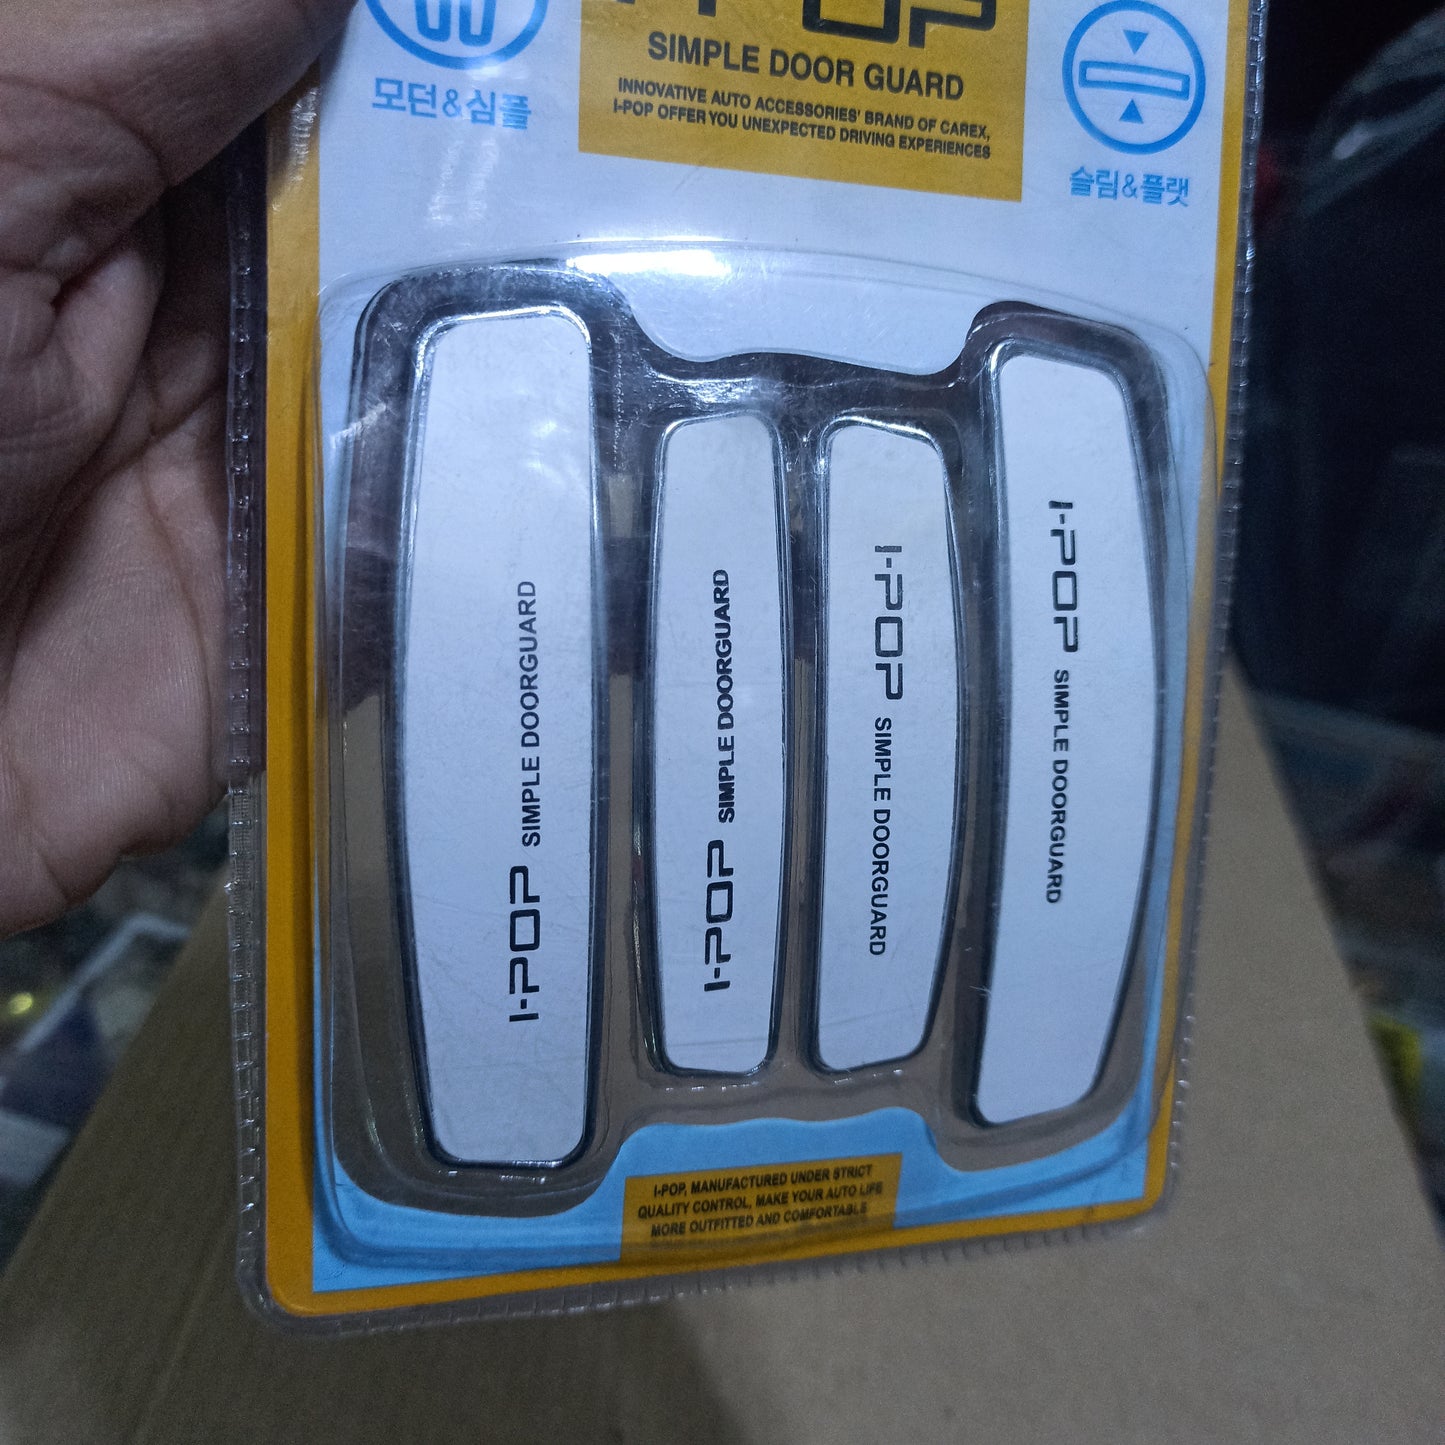 SIMPLE DOOR GUARD
INNOVATIVE AUTO ACCESSORIES' BRAND OF CAREX,
I-POP OFFER YOU UNEXPECTED DRIVING EXPERIENCES
모던&심플
슬림&플랫
I-POP SIMPLE DOORGUARD
I-POP SIMPLE DOORGUARD
I-POP SIMPLE DOORGUARD
I-POP SIMPLE DOORGUARD
I-POP, MANUFACTURED UNDER STRICT
QUALITY CONTROL, MAKE YOUR AUTO LIFE
MORE OUTFITTED AND COMFORTABLE